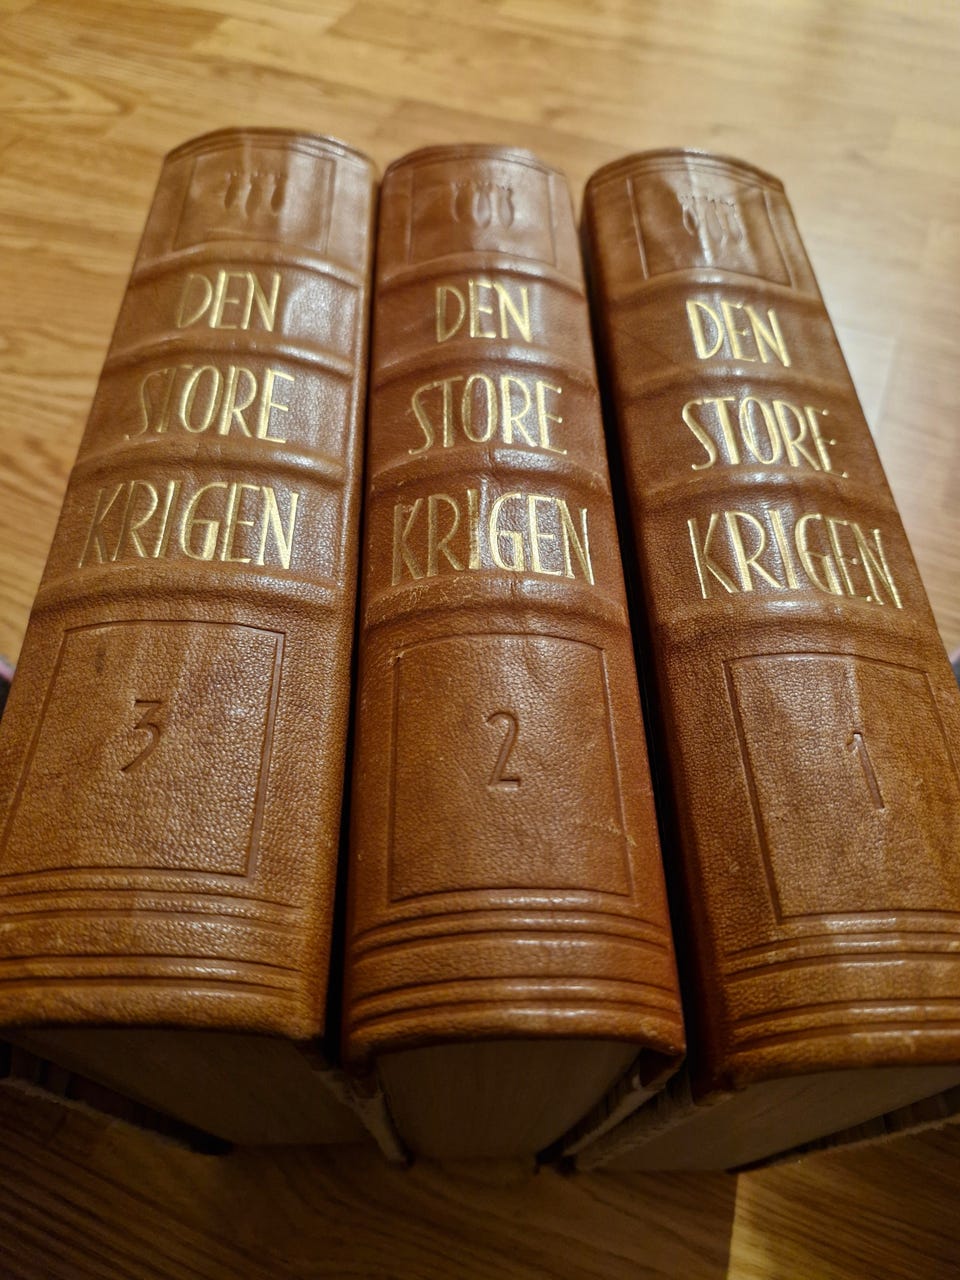 DEN
STORE
KRIGEN
3
DEN
STORE
KRIGEN
2
DEN
STORE
KRIGEN
1